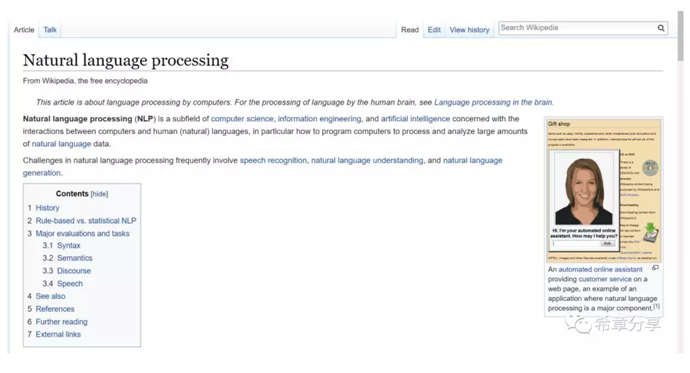 Article Talk Read Edit View history Search Wikipedia
Natural language processing
From Wikipedia, the free encyclopedia
This article is about language processing by computers. For the processing of language by the human brain, see Language processing in the brain.
Natural language processing (NLP) is a subfield of computer science, information engineering, and artificial intelligence concerned with the
interactions between computers and human (natural) languages, in particular how to program computers to process and analyze large amounts
of natural language data.
Challenges in natural language processing frequently involve speech recognition, natural language understanding, and natural language
generation.
Contents [hide]
1 History
2 Rule-based vs. statistical NLP
3 Major evaluations and tasks
3.1 Syntax
3.2 Semantics
3.3 Discourse
3.4 Speech
4 See also
5 References
6 Further reading
7 External links
Gift shop
Hi. I'm your automated online
assistant. How may I help you?
Ask
An automated online assistant
providing customer service on a
web page, an example of an
application where natural language
processing is a major component.[1]
希章分享